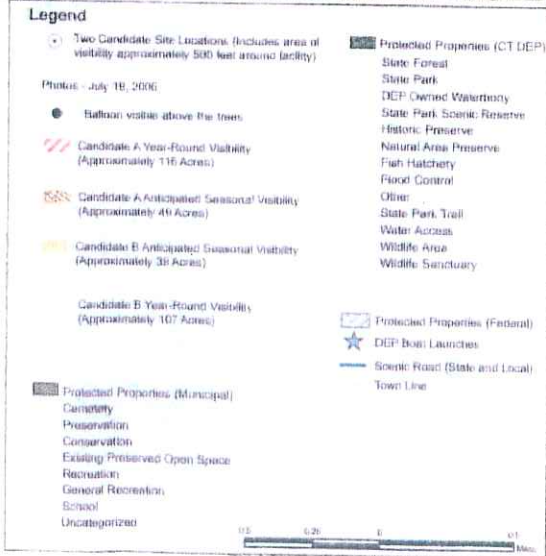 Legend
Two Candidate Site Locations (Includes area of
visibility approximately 500 feet around facility)
Photos - July 18, 2006
Balloon visible above the trees
Candidate A Year-Round Visibility
(Approximately 116 Acres)
Candidate A Anticipated Seasonal Visibility
(Approximately 49 Acres)
Candidate B Anticipated Seasonal Visibility
(Approximately 38 Acres)
Candidate B Year-Round Visibility
(Approximately 107 Acres)
Protected Properties (Municipal)
Cemetery
Preservation
Conservation
Existing Preserved Open Space
Recreation
General Recreation
School
Uncategorized
Protected Properties (CT DEP)
State Forest
State Park
DEP Owned Waterbody
State Park Scenic Reserve
Historic Preserve
Natural Area Preserve
Fish Hatchery
Flood Control
Other
State Park Trail
Water Access
Wildlife Area
Wildlife Sanctuary
Protected Properties (Federal)
DEP Boat Launches
Scenic Road (State and Local)
Town Line
0.5 0.25 0
Miles